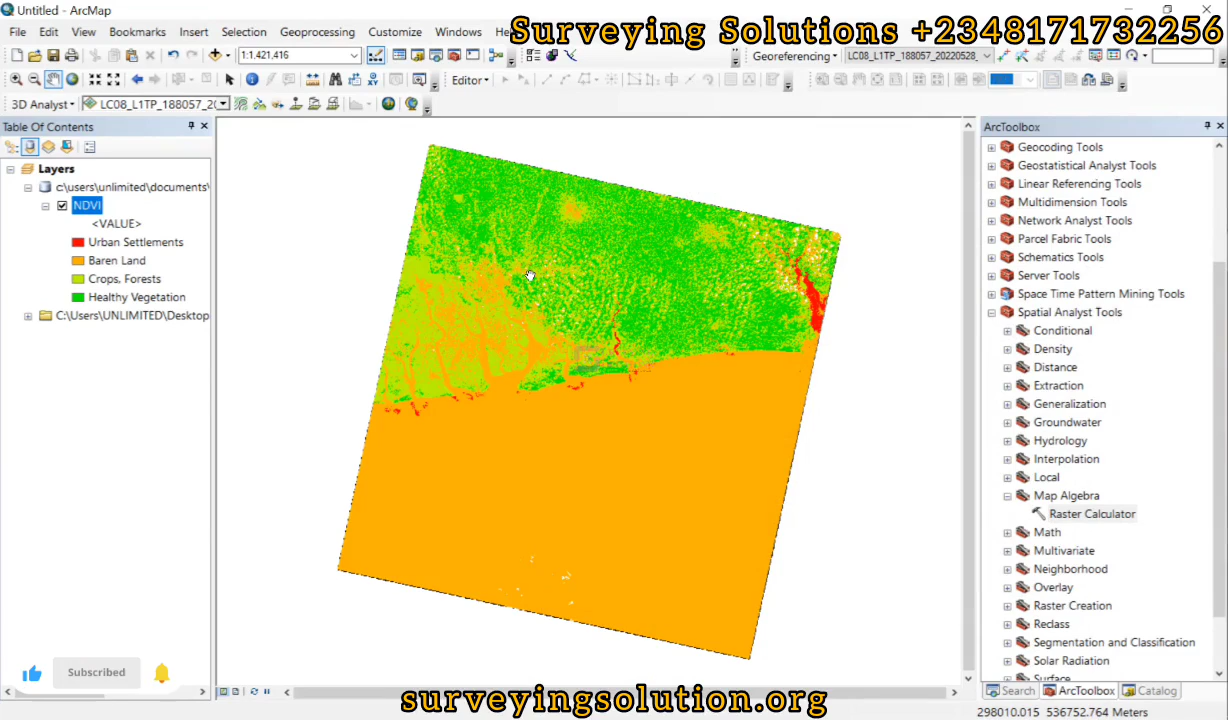 Untitled - ArcMap
Surveying Solutions +2348171732256
File Edit View Bookmarks Insert Selection Geoprocessing Customize Windows
1:1,421,416
Georeferencing LC08_L1TP_188057_20220528_
Editor
3D Analyst LC08_L1TP_188057_2(
Table Of Contents
Layers
c:\users\unlimited\documents\
NDVI
<VALUE>
Urban Settlements
Baren Land
Crops, Forests
Healthy Vegetation
C:\Users\UNLIMITED\Desktop
ArcToolbox
Geocoding Tools
Geostatistical Analyst Tools
Linear Referencing Tools
Multidimension Tools
Network Analyst Tools
Parcel Fabric Tools
Schematics Tools
Server Tools
Space Time Pattern Mining Tools
Spatial Analyst Tools
Conditional
Density
Distance
Extraction
Generalization
Groundwater
Hydrology
Interpolation
Local
Map Algebra
Raster Calculator
Math
Multivariate
Neighborhood
Overlay
Raster Creation
Reclass
Segmentation and Classification
Solar Radiation
Surface
Search ArcToolbox Catalog
Subscribed
surveyingsolution.org
298010.015 536752.764 Meters